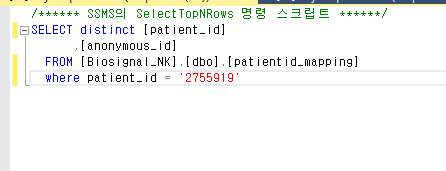 /****** SSMS의 SelectTopNRows 명령 스크립트 ******/
SELECT distinct [patient_id]
,[anonymous_id]
FROM [Biosignal_NK].[dbo].[patientid_mapping]
where patient_id = '2755919'